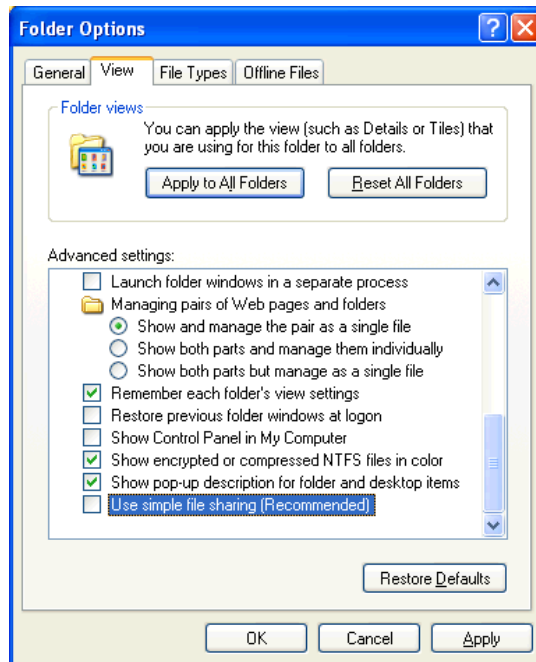 Folder Options
General View File Types Offline Files
Folder views
You can apply the view (such as Details or Tiles) that
you are using for this folder to all folders.
Apply to All Folders Reset All Folders
Advanced settings:
Launch folder windows in a separate process
Managing pairs of Web pages and folders
Show and manage the pair as a single file
Show both parts and manage them individually
Show both parts but manage as a single file
Remember each folder's view settings
Restore previous folder windows at logon
Show Control Panel in My Computer
Show encrypted or compressed NTFS files in color
Show pop-up description for folder and desktop items
Use simple file sharing (Recommended)
Restore Defaults
OK Cancel Apply